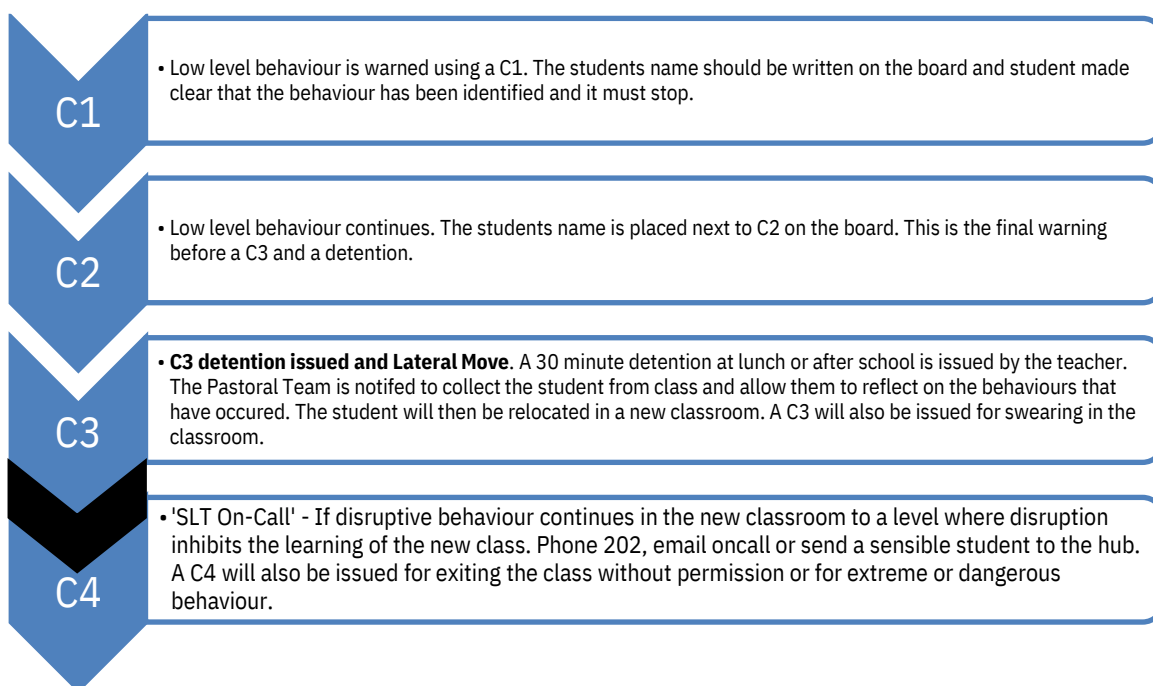 C1
• Low level behaviour is warned using a C1. The students name should be written on the board and student made
clear that the behaviour has been identified and it must stop.
C2
• Low level behaviour continues. The students name is placed next to C2 on the board. This is the final warning
before a C3 and a detention.
C3
• C3 detention issued and Lateral Move. A 30 minute detention at lunch or after school is issued by the teacher.
The Pastoral Team is notifed to collect the student from class and allow them to reflect on the behaviours that
have occured. The student will then be relocated in a new classroom. A C3 will also be issued for swearing in the
classroom.
C4
• 'SLT On-Call' - If disruptive behaviour continues in the new classroom to a level where disruption
inhibits the learning of the new class. Phone 202, email oncall or send a sensible student to the hub.
A C4 will also be issued for exiting the class without permission or for extreme or dangerous
behaviour.